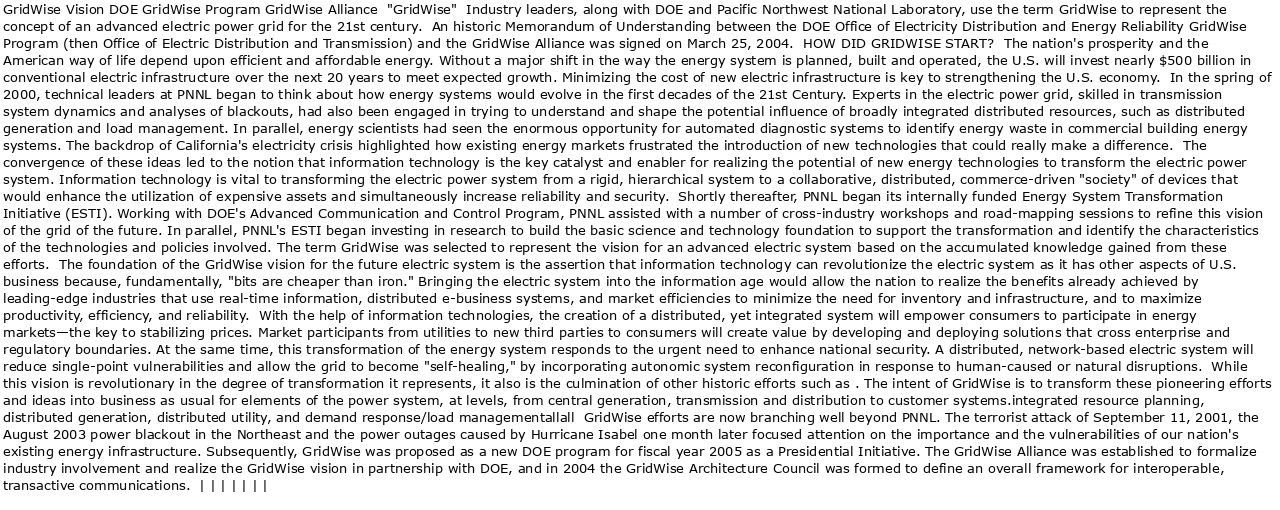 GridWise Vision DOE GridWise Program GridWise Alliance  "GridWise"  Industry leaders, along with DOE and Pacific Northwest National Laboratory, use the term GridWise to represent the
concept of an advanced electric power grid for the 21st century.  An historic Memorandum of Understanding between the DOE Office of Electricity Distribution and Energy Reliability GridWise
Program (then Office of Electric Distribution and Transmission) and the GridWise Alliance was signed on March 25, 2004.  HOW DID GRIDWISE START?  The nation's prosperity and the
American way of life depend upon efficient and affordable energy. Without a major shift in the way the energy system is planned, built and operated, the U.S. will invest nearly $500 billion in
conventional electric infrastructure over the next 20 years to meet expected growth. Minimizing the cost of new electric infrastructure is key to strengthening the U.S. economy.  In the spring of
2000, technical leaders at PNNL began to think about how energy systems would evolve in the first decades of the 21st Century. Experts in the electric power grid, skilled in transmission
system dynamics and analyses of blackouts, had also been engaged in trying to understand and shape the potential influence of broadly integrated distributed resources, such as distributed
generation and load management. In parallel, energy scientists had seen the enormous opportunity for automated diagnostic systems to identify energy waste in commercial building energy
systems. The backdrop of California's electricity crisis highlighted how existing energy markets frustrated the introduction of new technologies that could really make a difference.  The
convergence of these ideas led to the notion that information technology is the key catalyst and enabler for realizing the potential of new energy technologies to transform the electric power
system. Information technology is vital to transforming the electric power system from a rigid, hierarchical system to a collaborative, distributed, commerce-driven "society" of devices that
would enhance the utilization of expensive assets and simultaneously increase reliability and security.  Shortly thereafter, PNNL began its internally funded Energy System Transformation
Initiative (ESTI). Working with DOE's Advanced Communication and Control Program, PNNL assisted with a number of cross-industry workshops and road-mapping sessions to refine this vision
of the grid of the future. In parallel, PNNL's ESTI began investing in research to build the basic science and technology foundation to support the transformation and identify the characteristics
of the technologies and policies involved. The term GridWise was selected to represent the vision for an advanced electric system based on the accumulated knowledge gained from these
efforts.  The foundation of the GridWise vision for the future electric system is the assertion that information technology can revolutionize the electric system as it has other aspects of U.S.
business because, fundamentally, "bits are cheaper than iron." Bringing the electric system into the information age would allow the nation to realize the benefits already achieved by
leading-edge industries that use real-time information, distributed e-business systems, and market efficiencies to minimize the need for inventory and infrastructure, and to maximize
productivity, efficiency, and reliability.  With the help of information technologies, the creation of a distributed, yet integrated system will empower consumers to participate in energy
markets—the key to stabilizing prices. Market participants from utilities to new third parties to consumers will create value by developing and deploying solutions that cross enterprise and
regulatory boundaries. At the same time, this transformation of the energy system responds to the urgent need to enhance national security. A distributed, network-based electric system will
reduce single-point vulnerabilities and allow the grid to become "self-healing," by incorporating autonomic system reconfiguration in response to human-caused or natural disruptions.  While
this vision is revolutionary in the degree of transformation it represents, it also is the culmination of other historic efforts such as . The intent of GridWise is to transform these pioneering efforts
and ideas into business as usual for elements of the power system, at levels, from central generation, transmission and distribution to customer systems.integrated resource planning,
distributed generation, distributed utility, and demand response/load managementallall  GridWise efforts are now branching well beyond PNNL. The terrorist attack of September 11, 2001, the
August 2003 power blackout in the Northeast and the power outages caused by Hurricane Isabel one month later focused attention on the importance and the vulnerabilities of our nation's
existing energy infrastructure. Subsequently, GridWise was proposed as a new DOE program for fiscal year 2005 as a Presidential Initiative. The GridWise Alliance was established to formalize
industry involvement and realize the GridWise vision in partnership with DOE, and in 2004 the GridWise Architecture Council was formed to define an overall framework for interoperable,
transactive communications.  | | | | | | |